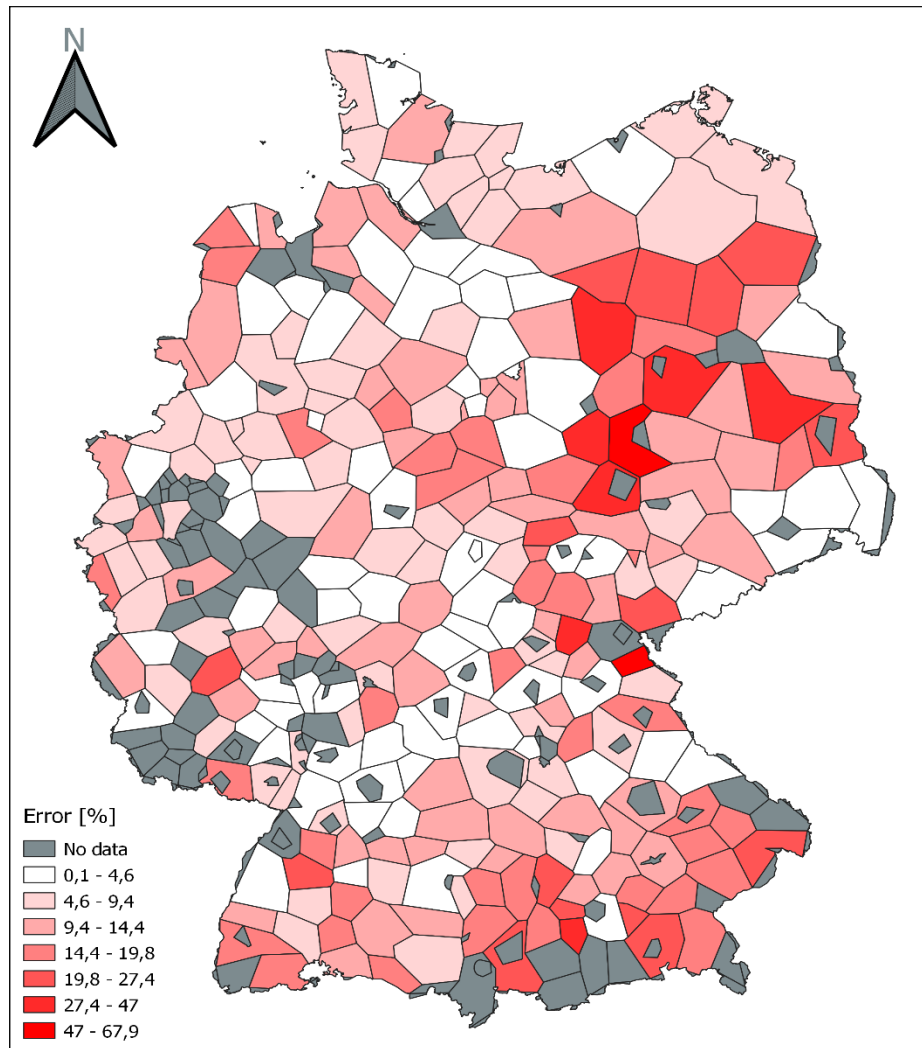 N
Error [%]
No data
0,1 - 4,6
4,6 - 9,4
9,4 - 14,4
14,4 - 19,8
19,8 - 27,4
27,4 - 47
47 - 67,9